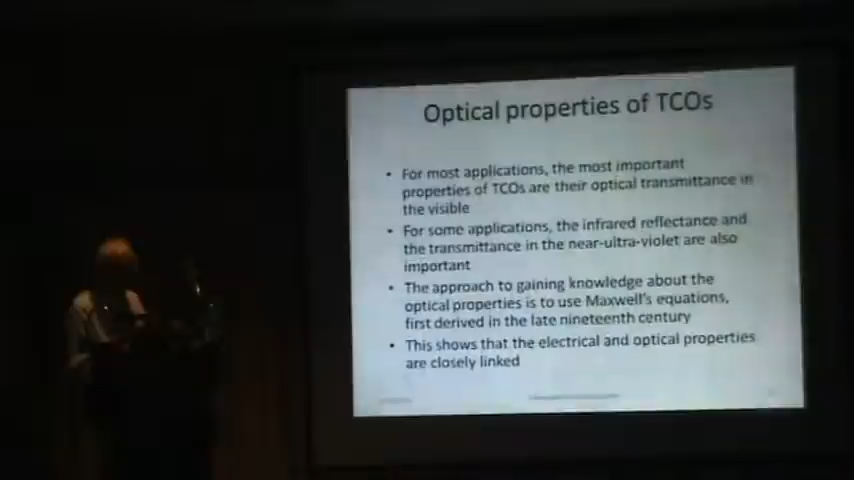 Optical properties of TCOs
• For most applications, the most important
properties of TCOs are their optical transmittance in
the visible
• For some applications, the infrared reflectance and
the transmittance in the near-ultra-violet are also
important
• The approach to gaining knowledge about the
optical properties is to use Maxwell's equations,
first derived in the late nineteenth century
• This shows that the electrical and optical properties
are closely linked